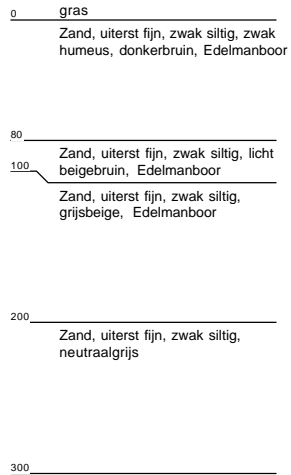 0 gras
Zand, uiterst fijn, zwak siltig, zwak
humeus, donkerbruin, Edelmanboor
80
Zand, uiterst fijn, zwak siltig, licht
100 beigebruin, Edelmanboor
Zand, uiterst fijn, zwak siltig,
grijsbeige, Edelmanboor
200
Zand, uiterst fijn, zwak siltig,
neutraalgrijs
300